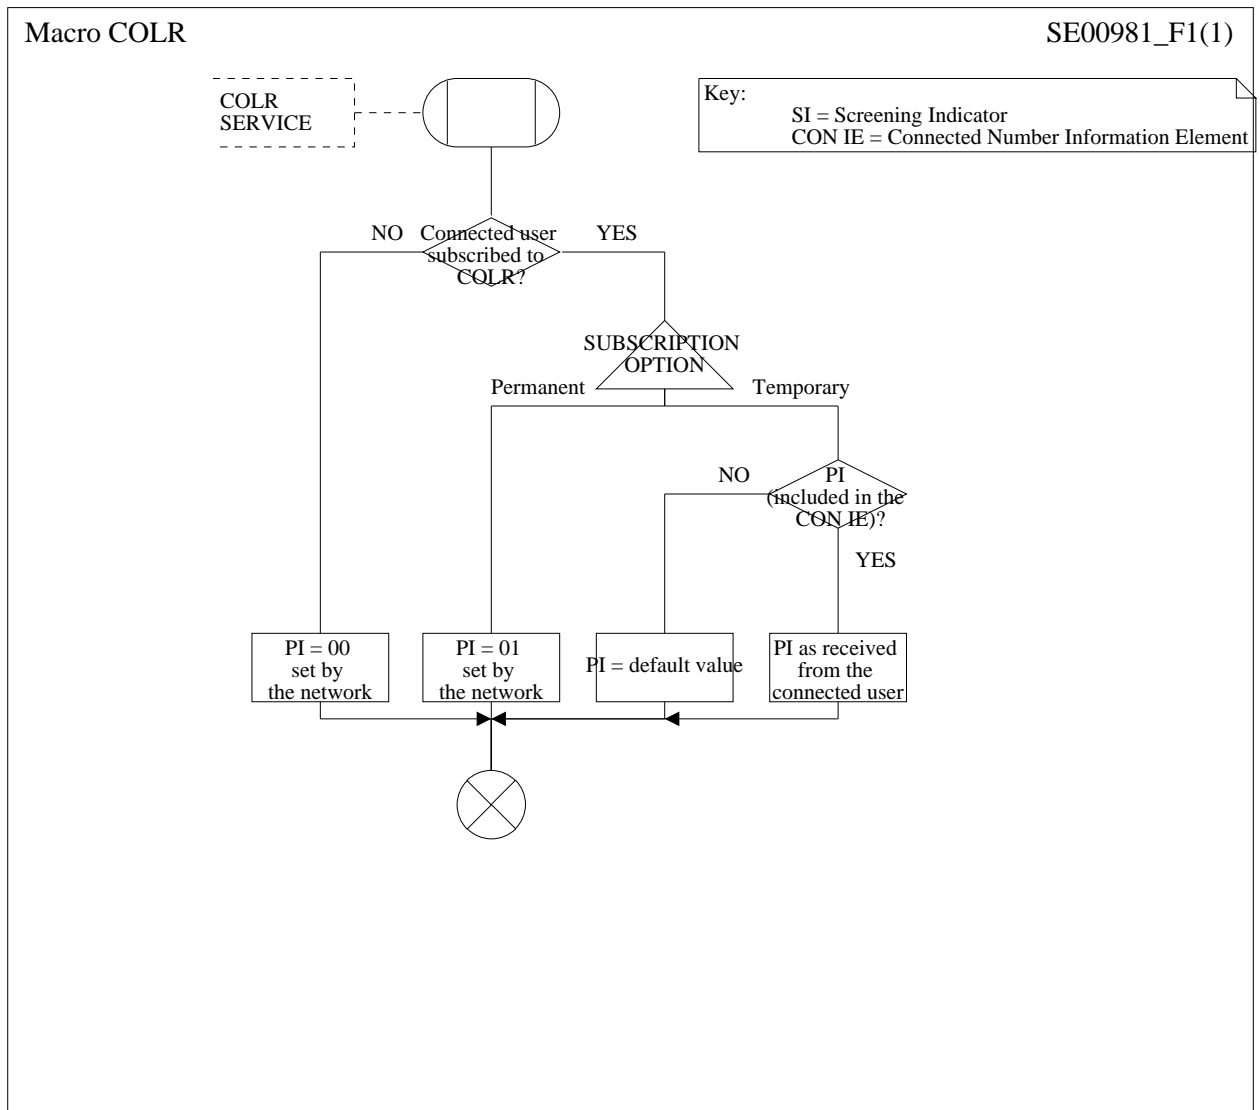 Macro COLR
SE00981_F1(1)
COLR
SERVICE
Key:
SI = Screening Indicator
CON IE = Connected Number Information Element
NO
Connected user
subscribed to
COLR?
YES
SUBSCRIPTION
OPTION
Permanent
Temporary
NO
PI
(included in the
CON IE)?
YES
PI = 00
set by
the network
PI = 01
set by
the network
PI = default value
PI as received
from the
connected user